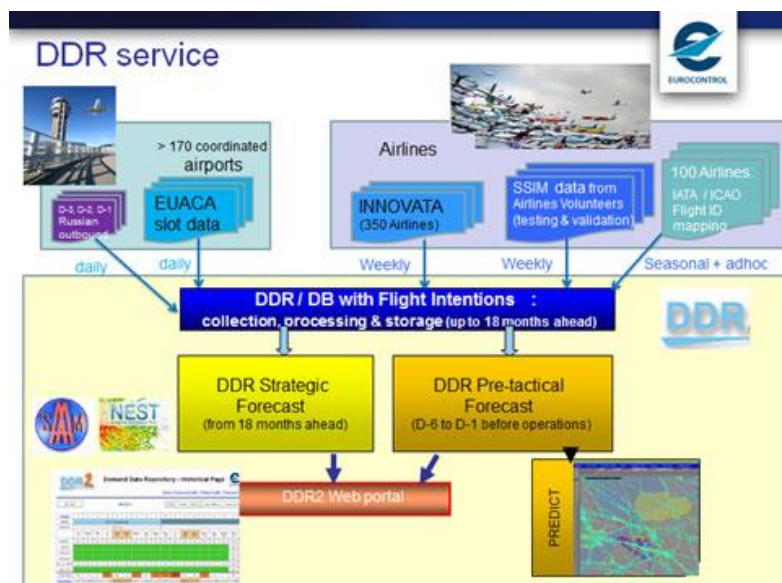 DDR service
EUROCONTROL
> 170 coordinated
airports
Airlines
D-3, D-2, D-1
Russian
outbound
EUACA
slot data
INNOVATA
(350 Airlines)
SSIM data from
Airlines Volunteers
(testing & validation)
100 Airlines:
IATA / ICAO
Flight ID
mapping
daily
daily
Weekly
Weekly
Seasonal + adhoc
DDR / DB with Flight Intentions :
collection, processing & storage (up to 18 months ahead)
DDR
DDR Strategic
Forecast
(from 18 months ahead)
DDR Pre-tactical
Forecast
(D-6 to D-1 before operations)
SAAM
NEST
DDR2 Web portal
DDR2
Demand Data Repository - Historical Page
PREDICT